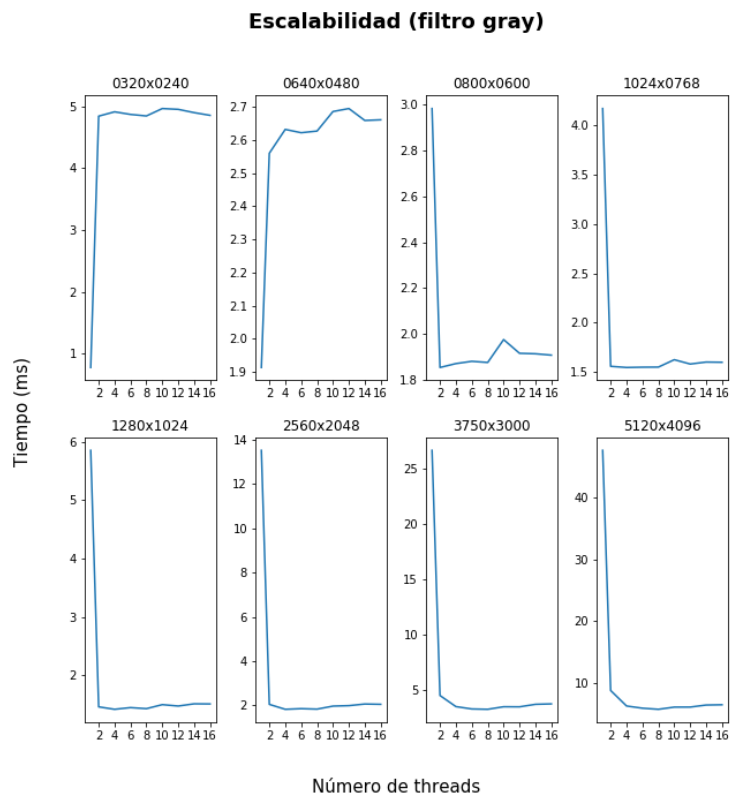 Escalabilidad (filtro gray)
0320x0240
0640x0480
0800x0600
1024x0768
5
4
3
2
1
2 4 6 8 10 12 14 16
2.7
2.6
2.5
2.4
2.3
2.2
2.1
2.0
1.9
2 4 6 8 10 12 14 16
3.0
2.8
2.6
2.4
2.2
2.0
1.8
2 4 6 8 10 12 14 16
4.0
3.5
3.0
2.5
2.0
1.5
2 4 6 8 10 12 14 16
Tiempo (ms)
1280x1024
2560x2048
3750x3000
5120x4096
6
5
4
3
2
2 4 6 8 10 12 14 16
14
12
10
8
6
4
2
2 4 6 8 10 12 14 16
25
20
15
10
5
2 4 6 8 10 12 14 16
40
30
20
10
2 4 6 8 10 12 14 16
Número de threads